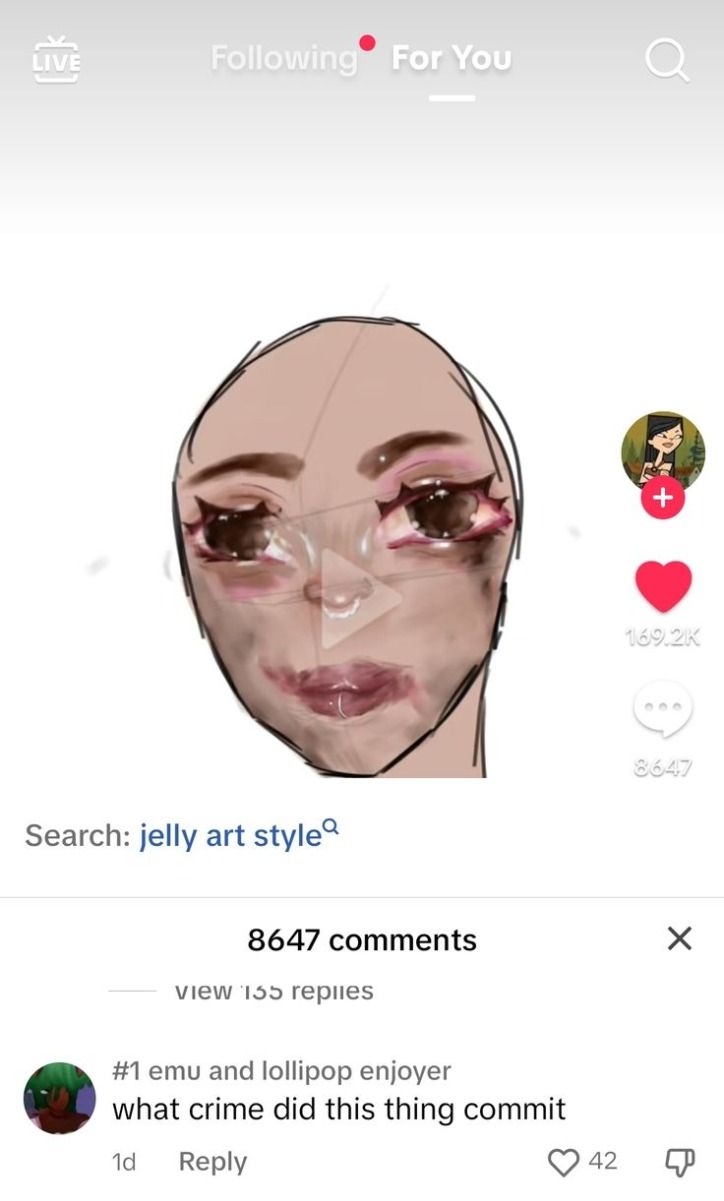 LIVE
Following For You
169.2K
8647
Search: jelly art style
8647 comments
View 135 replies
#1 emu and lollipop enjoyer
what crime did this thing commit
1d Reply 42